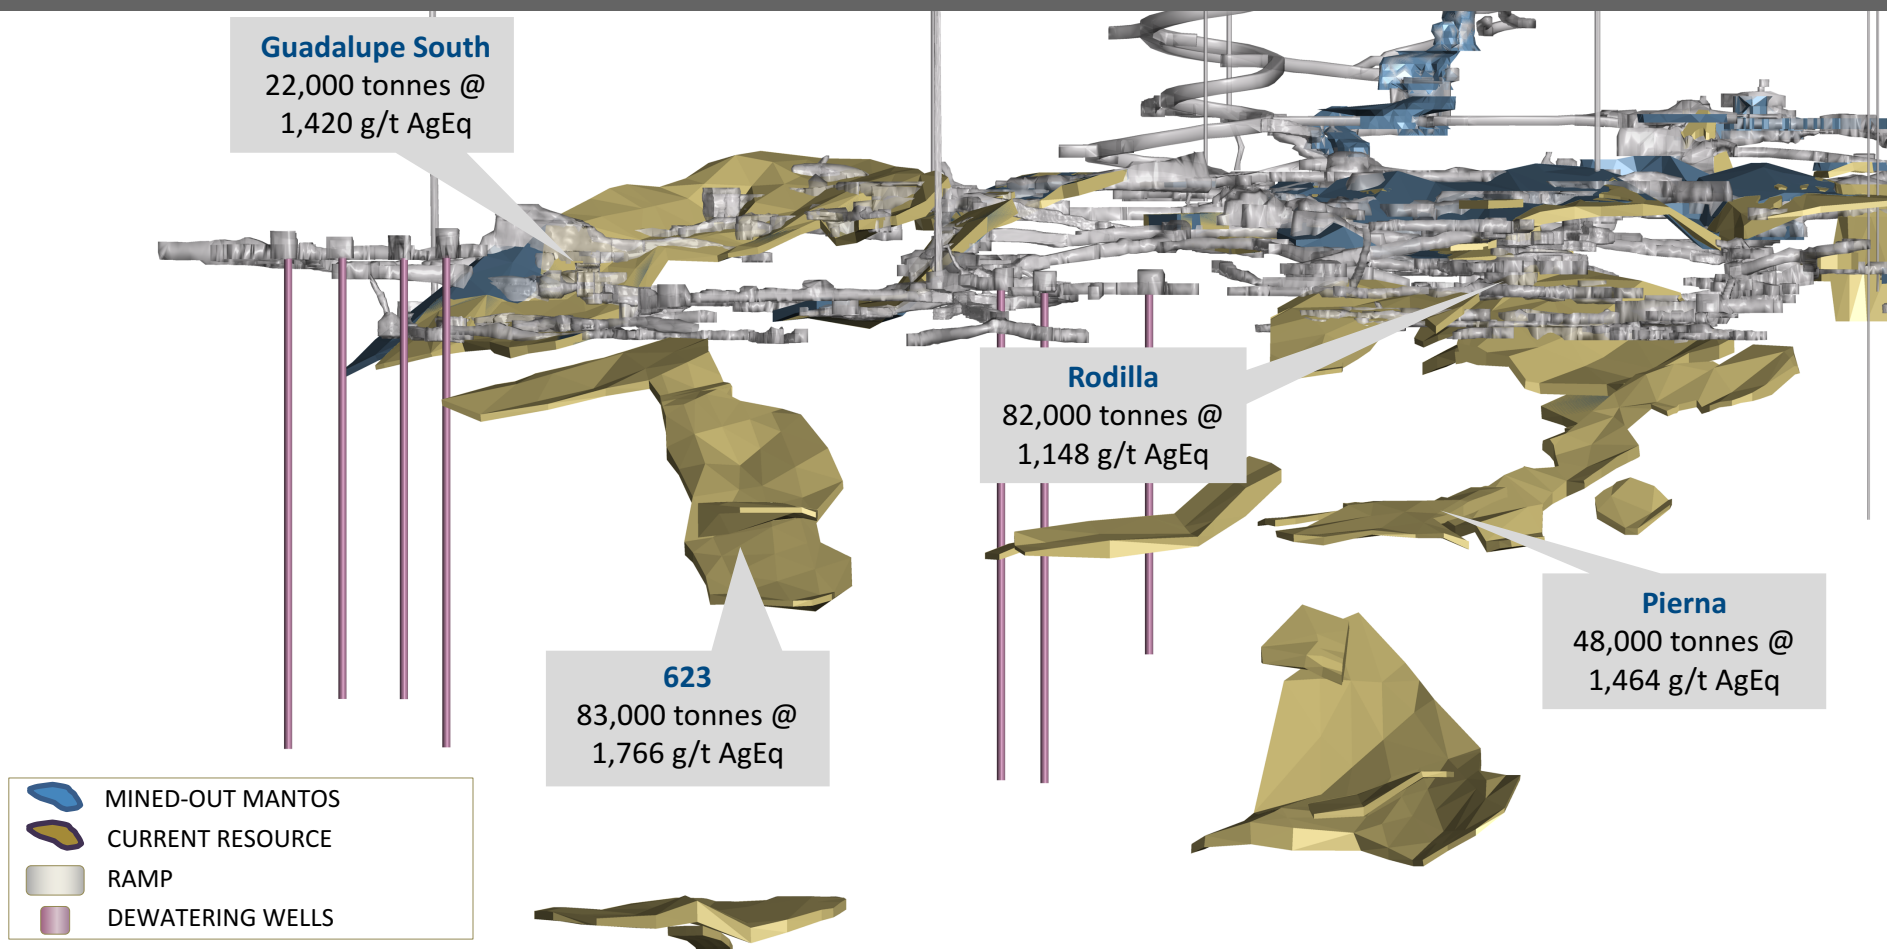 Guadalupe South
22,000 tonnes @
1,420 g/t AgEq
Rodilla
82,000 tonnes @
1,148 g/t AgEq
Pierna
48,000 tonnes @
1,464 g/t AgEq
623
83,000 tonnes @
1,766 g/t AgEq
MINED-OUT MANTOS
CURRENT RESOURCE
RAMP
DEWATERING WELLS